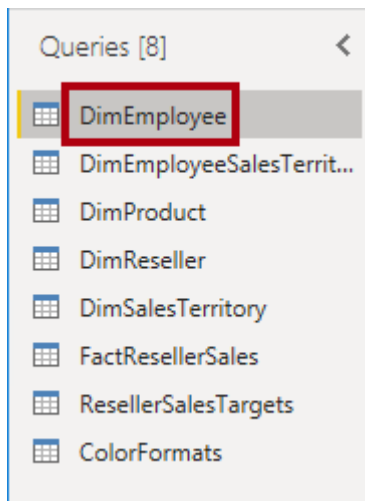 Queries [8]
DimEmployee
DimEmployeeSalesTerrit...
DimProduct
DimReseller
DimSalesTerritory
FactResellerSales
ResellerSalesTargets
ColorFormats